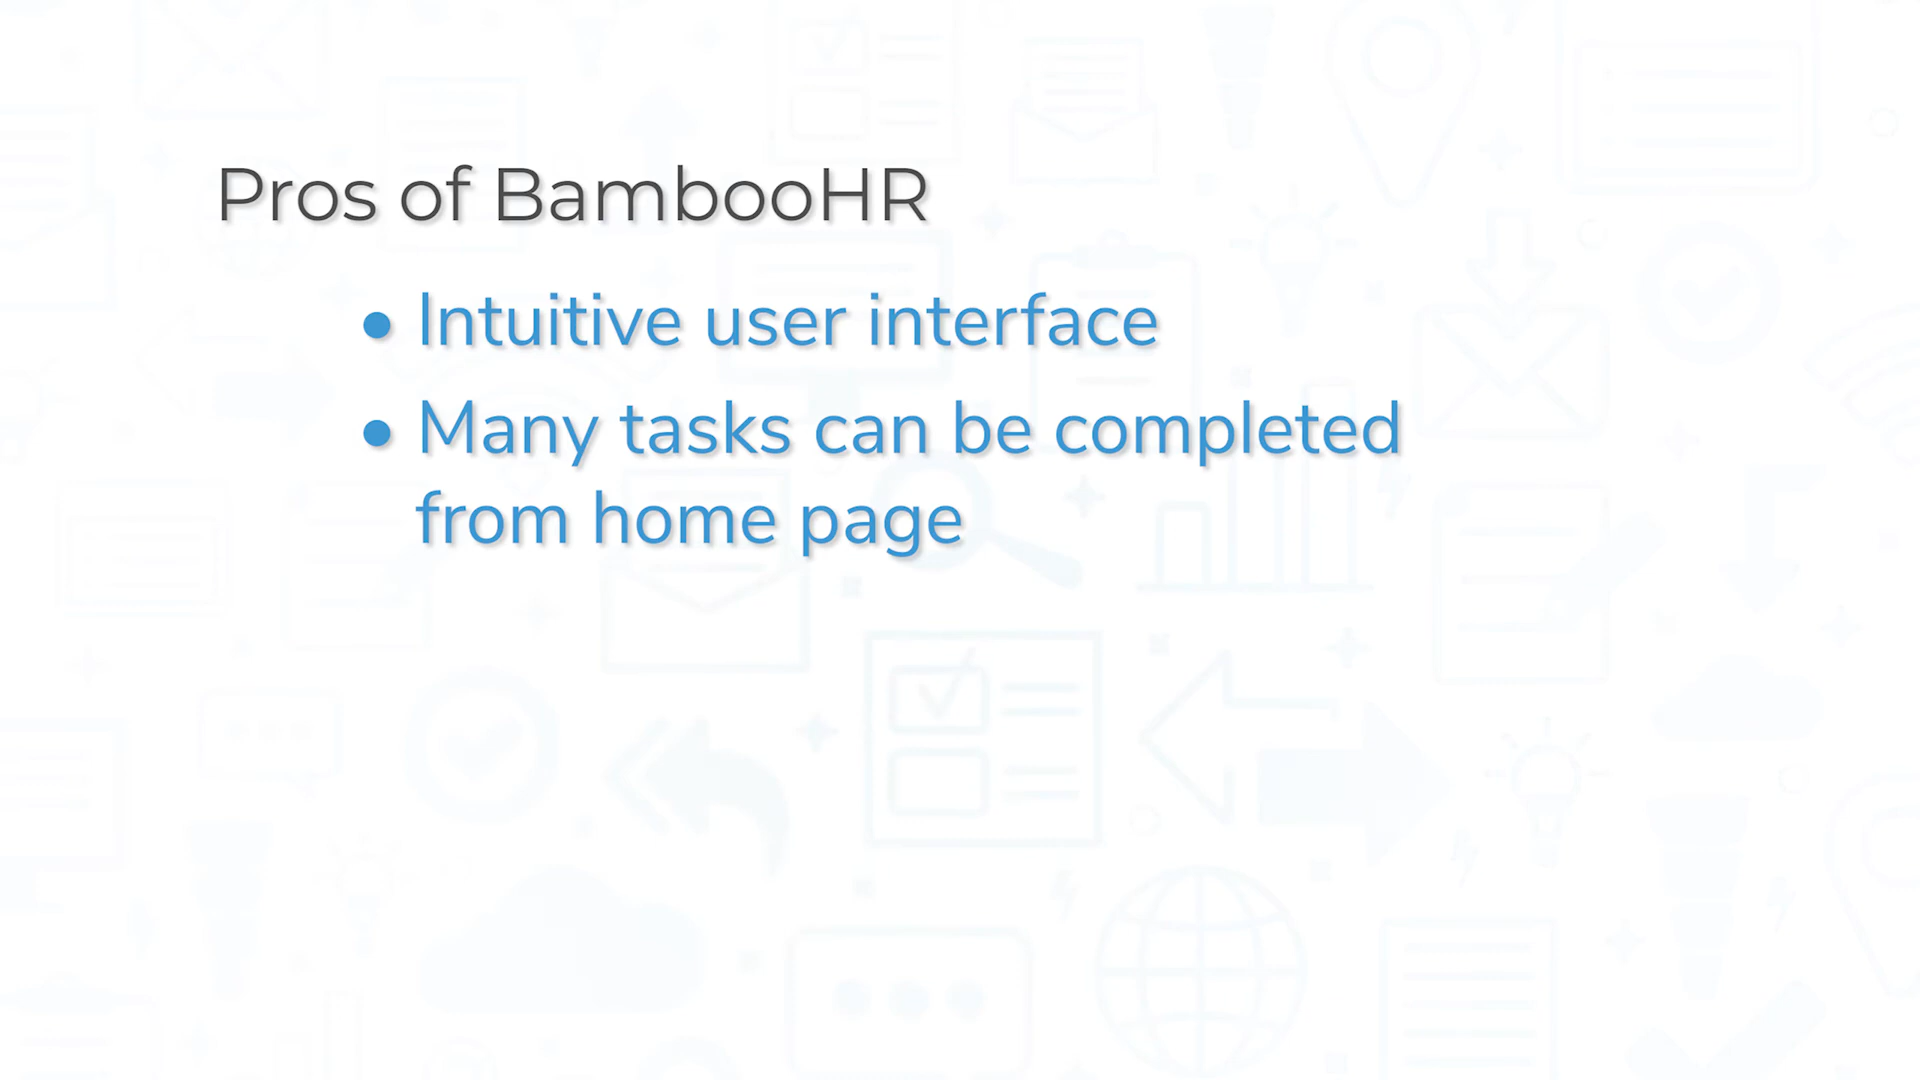 Pros of BambooHR
• Intuitive user interface
• Many tasks can be completed
from home page